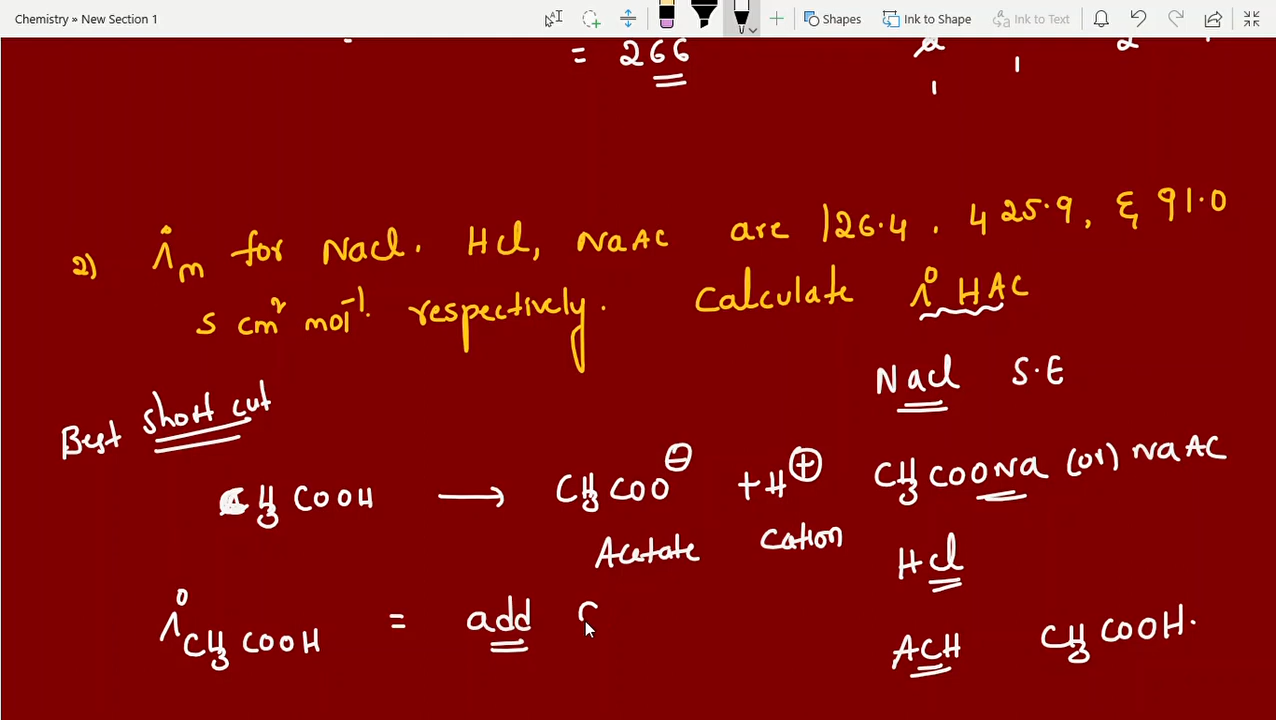 Chemistry » New Section 1
Shapes Ink to Shape Ink to Text
= 266
2) λ°m for Nacl. Hcl, NaAC are 126.4, 425.9, & 91.0
S cm² mol⁻¹. respectively. Calculate λ° HAC
Nacl S.E
Best short cut
CH₃COOH → CH₃COO⊖ + H⊕ CH₃COONa (or) NaAC
Acetate Cation
Hcl
λ°CH₃COOH = add
ACH CH₃COOH.